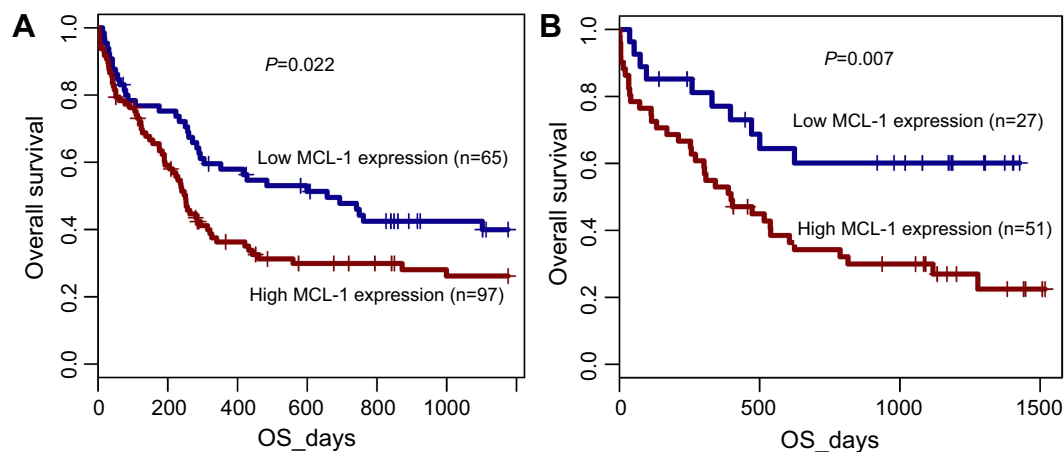 A
Overall survival
1.0
0.8
0.6
0.4
0.2
0.0
P=0.022
Low MCL-1 expression (n=65)
High MCL-1 expression (n=97)
0 200 400 600 800 1000
OS_days
B
Overall survival
1.0
0.8
0.6
0.4
0.2
0.0
P=0.007
Low MCL-1 expression (n=27)
High MCL-1 expression (n=51)
0 500 1000 1500
OS_days